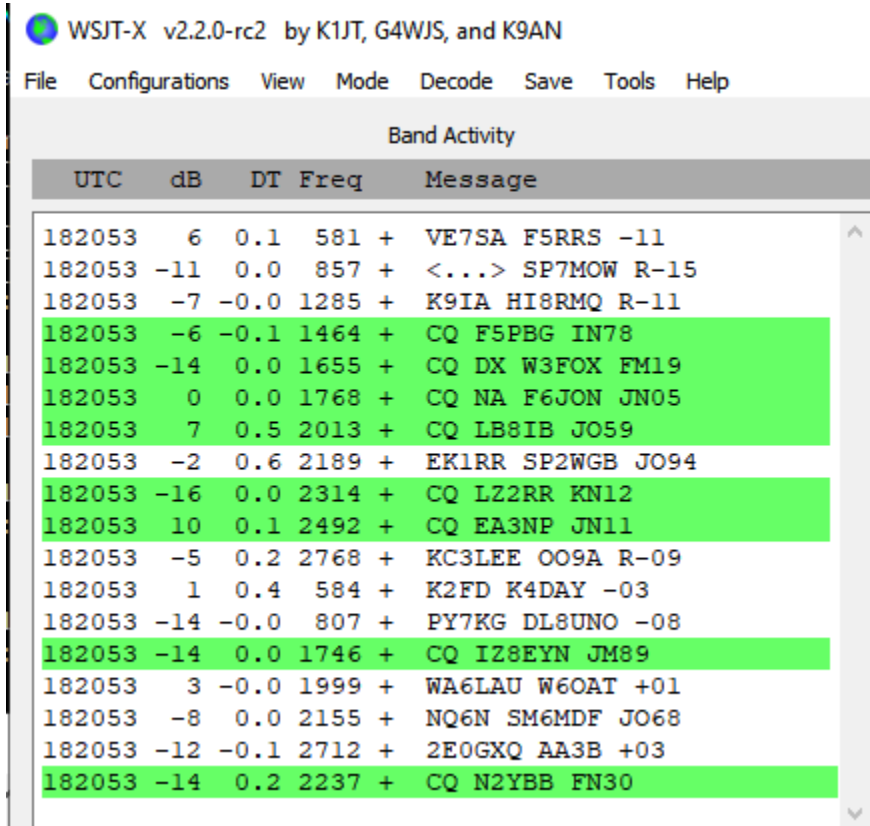 WSJT-X v2.2.0-rc2 by K1JT, G4WJS, and K9AN
File Configurations View Mode Decode Save Tools Help
Band Activity
UTC dB DT Freq Message
182053 6 0.1 581 + VE7SA F5RRS -11
182053 -11 0.0 857 + <...> SP7MOW R-15
182053 -7 -0.0 1285 + K9IA HI8RMQ R-11
182053 -6 -0.1 1464 + CQ F5PBG IN78
182053 -14 0.0 1655 + CQ DX W3FOX FM19
182053 0 0.0 1768 + CQ NA F6JON JN05
182053 7 0.5 2013 + CQ LB8IB JO59
182053 -2 0.6 2189 + EK1RR SP2WGB JO94
182053 -16 0.0 2314 + CQ LZ2RR KN12
182053 10 0.1 2492 + CQ EA3NP JN11
182053 -5 0.2 2768 + KC3LEE OO9A R-09
182053 1 0.4 584 + K2FD K4DAY -03
182053 -14 -0.0 807 + PY7KG DL8UNO -08
182053 -14 0.0 1746 + CQ IZ8EYN JM89
182053 3 -0.0 1999 + WA6LAU W6OAT +01
182053 -8 0.0 2155 + NQ6N SM6MDF JO68
182053 -12 -0.1 2712 + 2E0GXQ AA3B +03
182053 -14 0.2 2237 + CQ N2YBB FN30